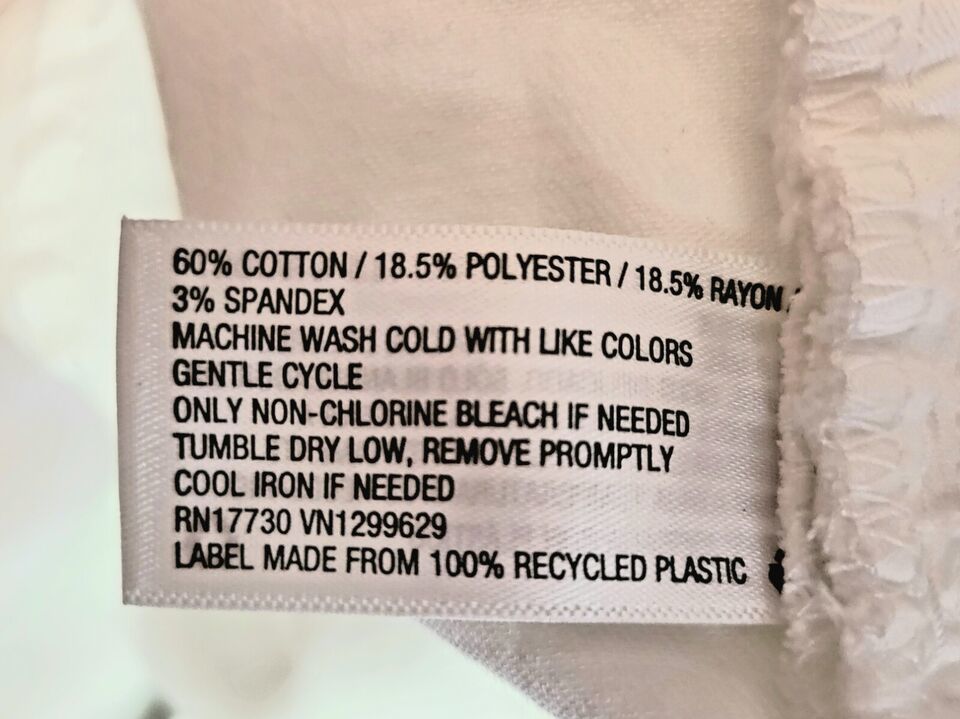 60% COTTON / 18.5% POLYESTER / 18.5% RAYON /
3% SPANDEX
MACHINE WASH COLD WITH LIKE COLORS
GENTLE CYCLE
ONLY NON-CHLORINE BLEACH IF NEEDED
TUMBLE DRY LOW, REMOVE PROMPTLY
COOL IRON IF NEEDED
RN17730 VN1299629
LABEL MADE FROM 100% RECYCLED PLASTIC